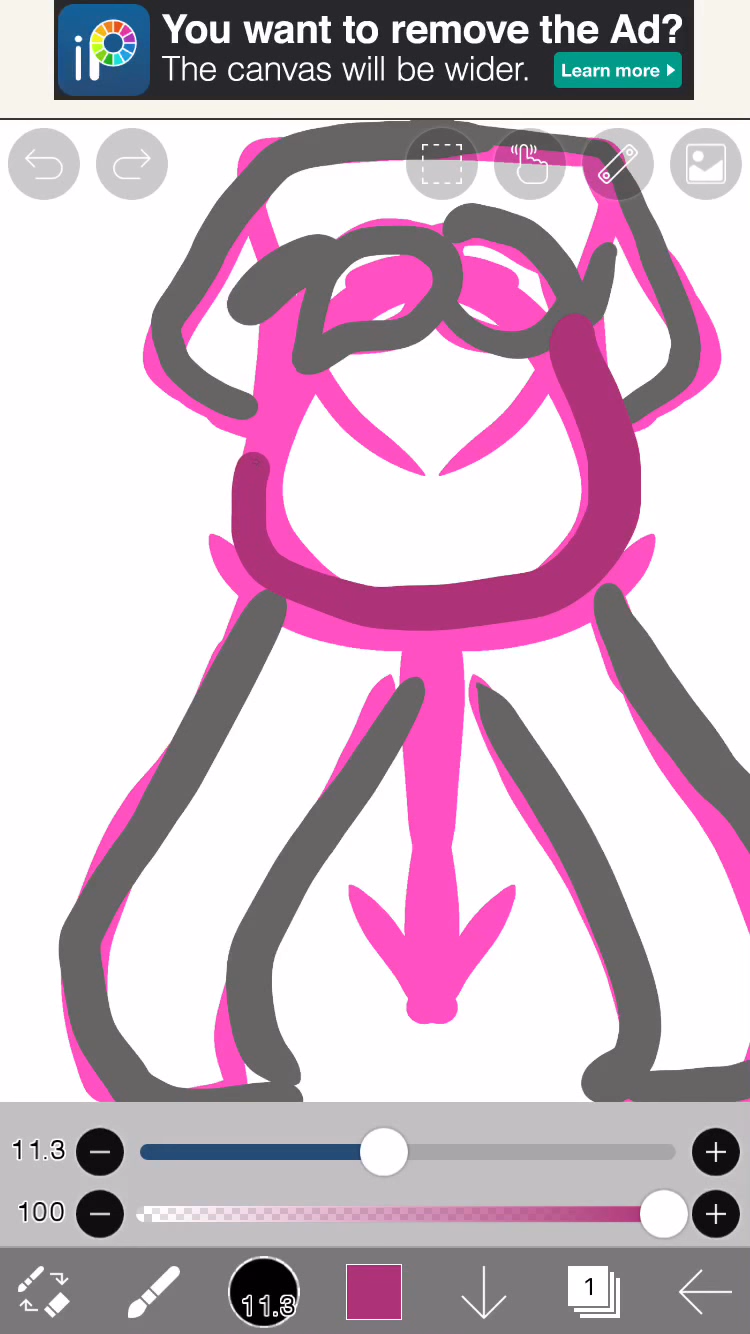 iP
You want to remove the Ad?
The canvas will be wider.
Learn more
11.3
100
11.3
1